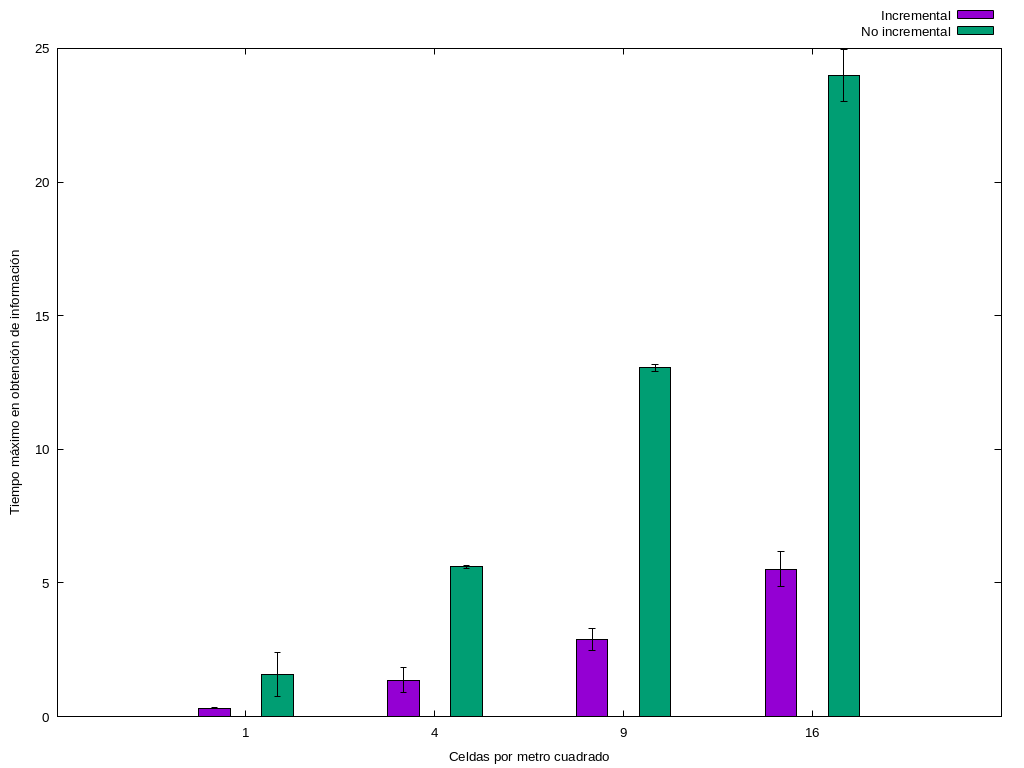 Incremental
No incremental
25
20
15
10
5
0
Tiempo máximo en obtención de información
1 4 9 16
Celdas por metro cuadrado